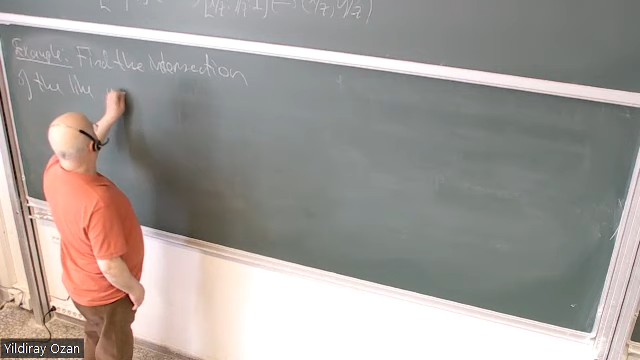 Example: Find the Intersection
of the line
Yildiray Ozan